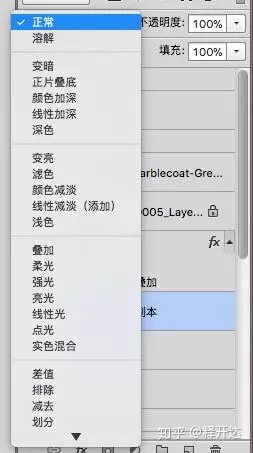 ✓ 正常
不透明度: 100%
溶解
填充: 100%
变暗
正片叠底
颜色加深
线性加深
深色
变亮
滤色
arblecoat-Gre...
颜色减淡
线性减淡（添加）
0005_Laye...
浅色
fx
叠加
柔光
强光
叠加
亮光
线性光
副本
点光
实色混合
差值
排除
减去
划分
知乎 @释开达